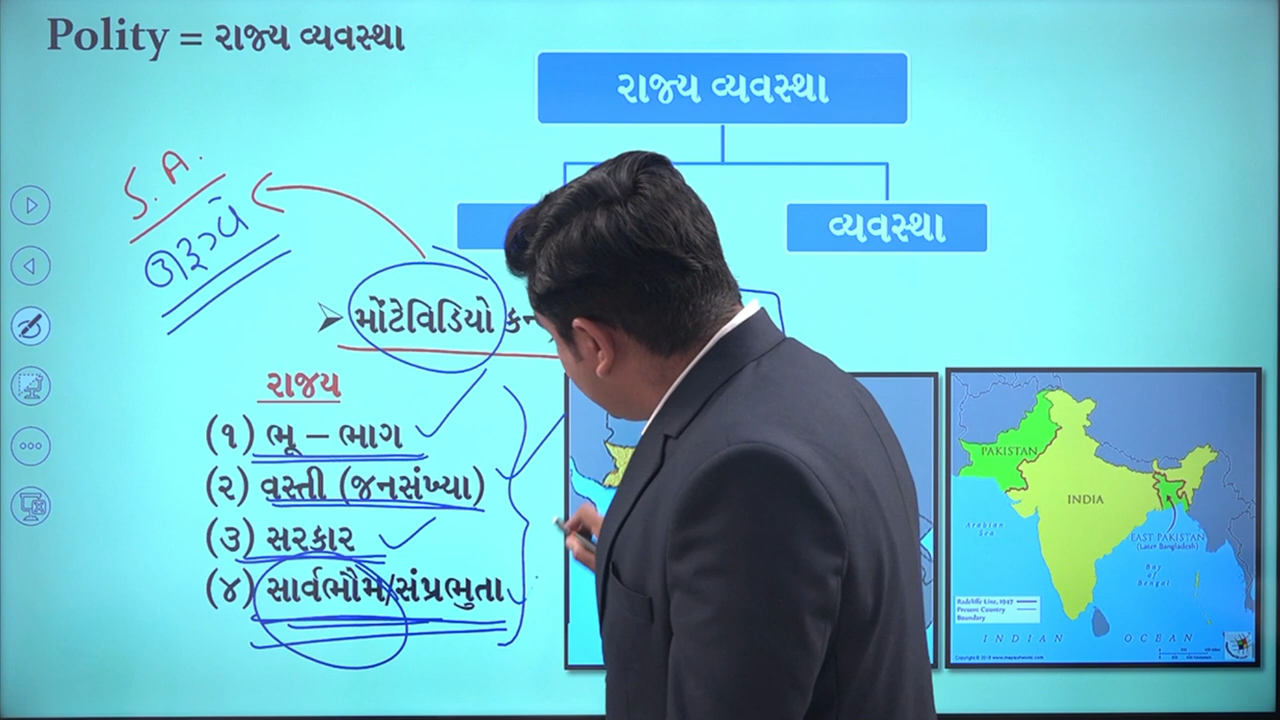 Polity = રાજ્ય વ્યવસ્થા
રાજ્ય વ્યવસ્થા
વ્યવસ્થા
S.A.
ઊરુગ્વે
મોંટેવિડિયો
રાજય
(૧) ભૂ – ભાગ
(૨) વસ્તી (જનસંખ્યા)
(૩) સરકાર
(૪) સાર્વભૌમ/સંપ્રભુતા
PAKISTAN
INDIA
EAST PAKISTAN
(Later Bangladesh)
Arabian
Sea
Bay
of
Bengal
Radcliffe Line, 1947
Present Country
Boundary
INDIAN OCEAN